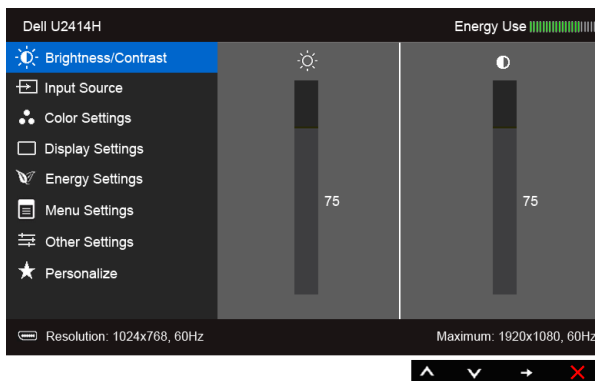 Dell U2414H
Energy Use
Brightness/Contrast
Input Source
Color Settings
Display Settings
Energy Settings
Menu Settings
Other Settings
Personalize
75
75
Resolution: 1024x768, 60Hz
Maximum: 1920x1080, 60Hz